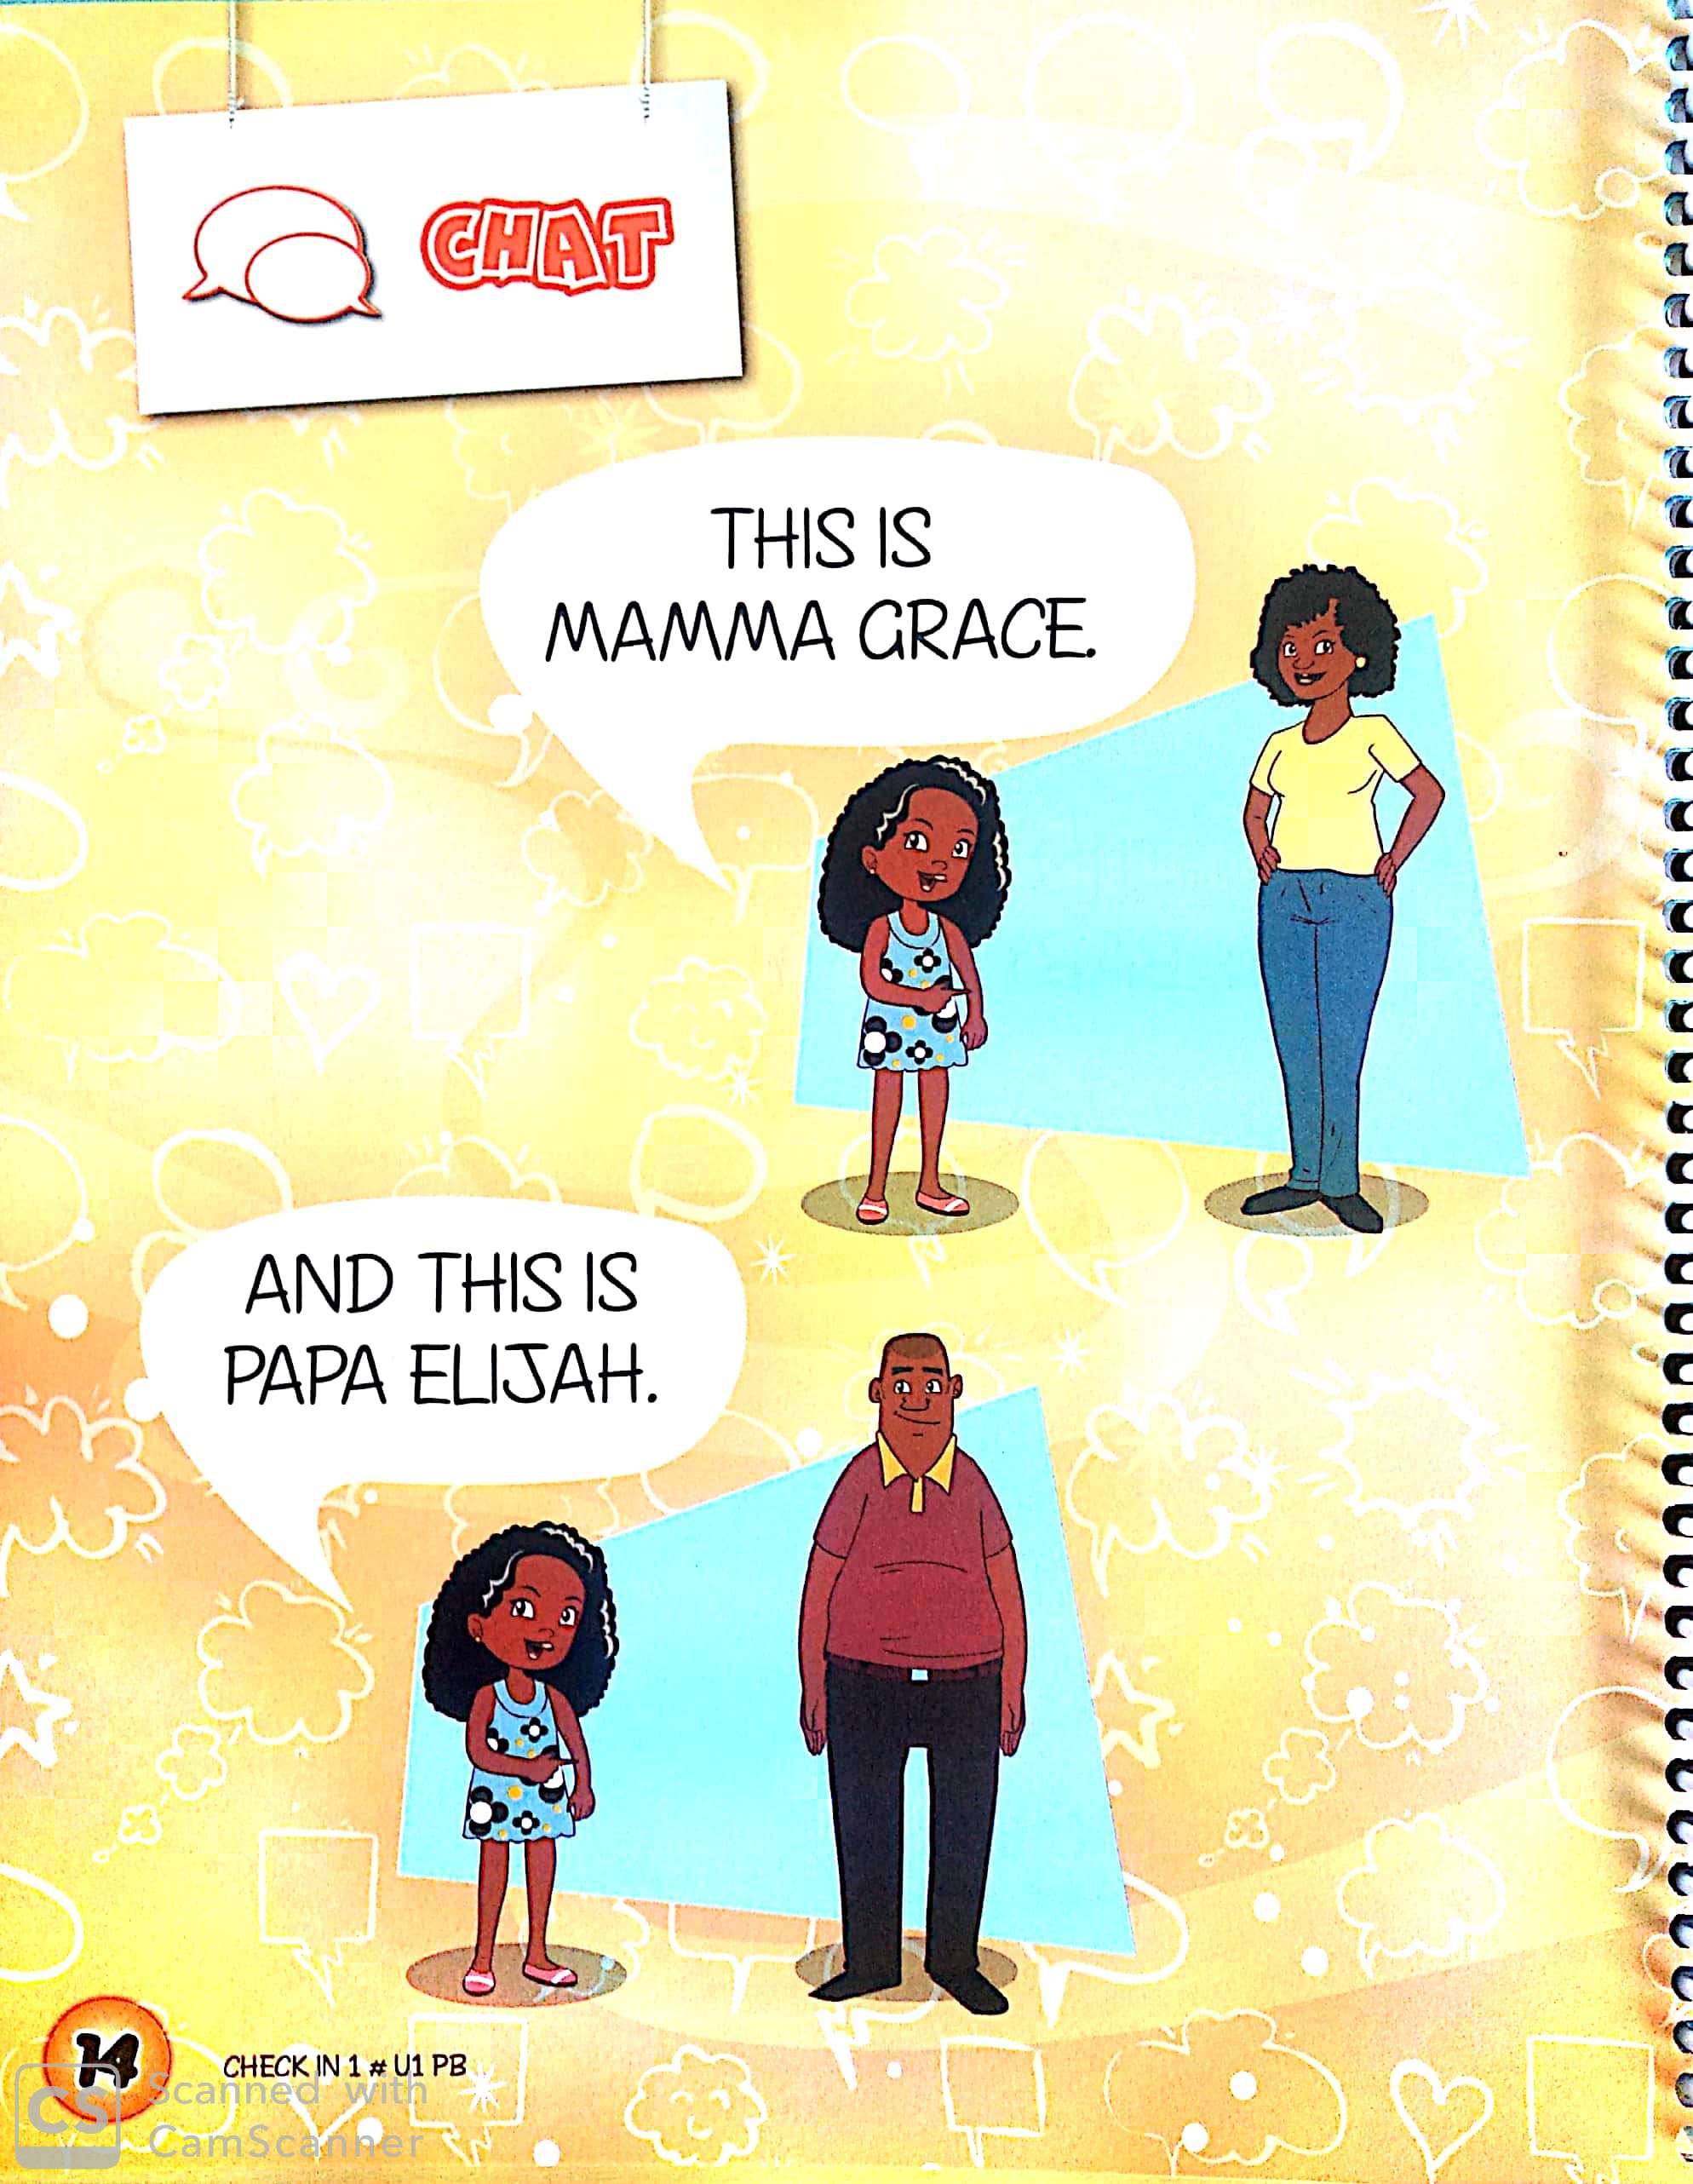 CHAT
THIS IS
MAMMA GRACE.
AND THIS IS
PAPA ELIJAH.
14
CHECK IN 1 # U1 PB
CS
Scanned with
CamScanner